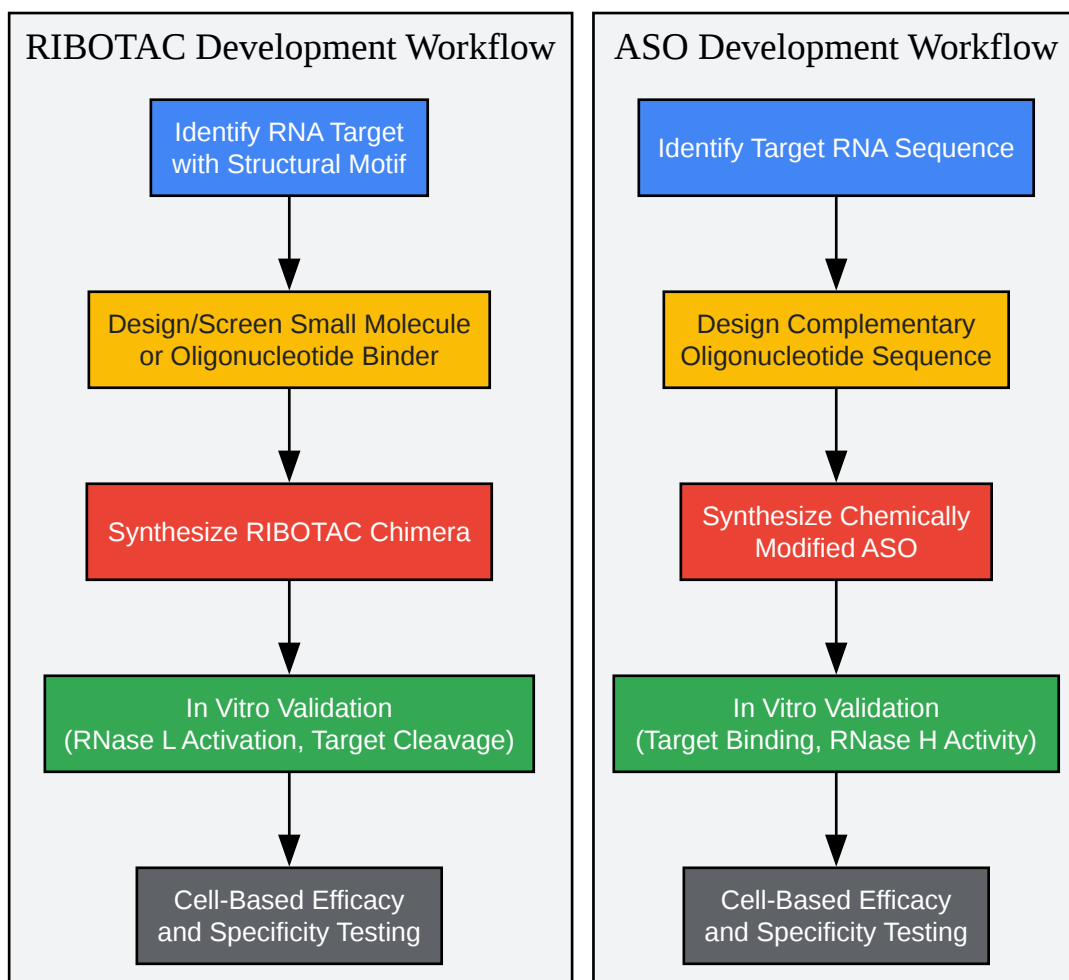 RIBOTAC Development Workflow
Identify RNA Target
with Structural Motif
Design/Screen Small Molecule
or Oligonucleotide Binder
Synthesize RIBOTAC Chimera
In Vitro Validation
(RNase L Activation, Target Cleavage)
Cell-Based Efficacy
and Specificity Testing
ASO Development Workflow
Identify Target RNA Sequence
Design Complementary
Oligonucleotide Sequence
Synthesize Chemically
Modified ASO
In Vitro Validation
(Target Binding, RNase H Activity)
Cell-Based Efficacy
and Specificity Testing